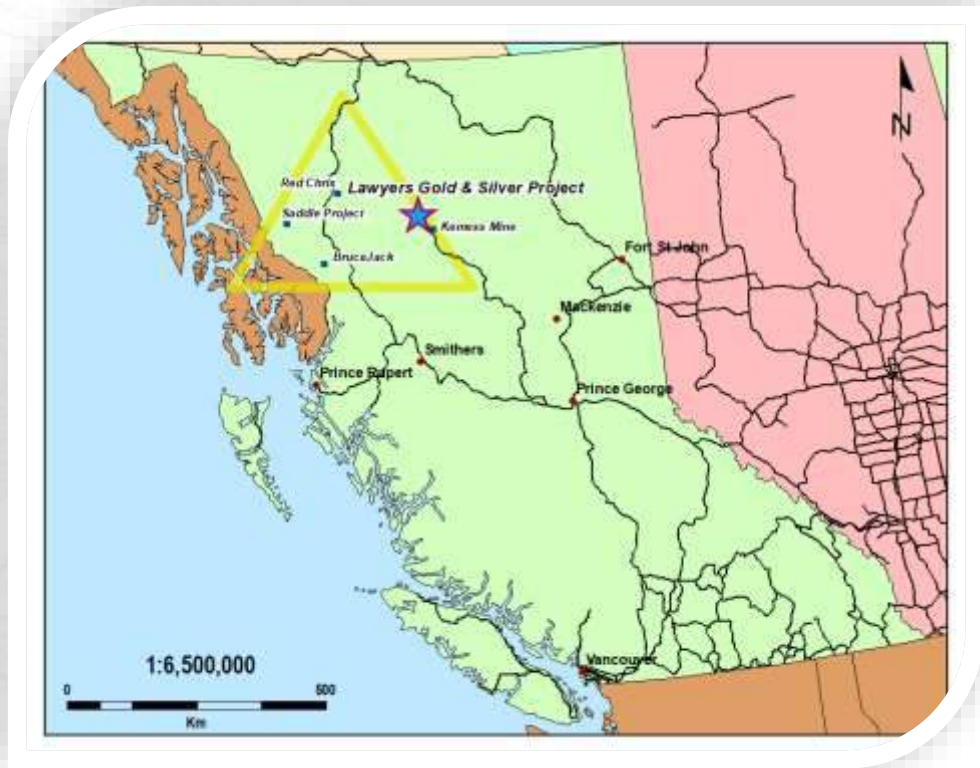 N
Red Chris
Lawyers Gold & Silver Project
Saddle Project
Kemess Mine
BruceJack
Fort St John
Mackenzie
Smithers
Prince Rupert
Prince George
Vancouver
1:6,500,000
0 500
Km